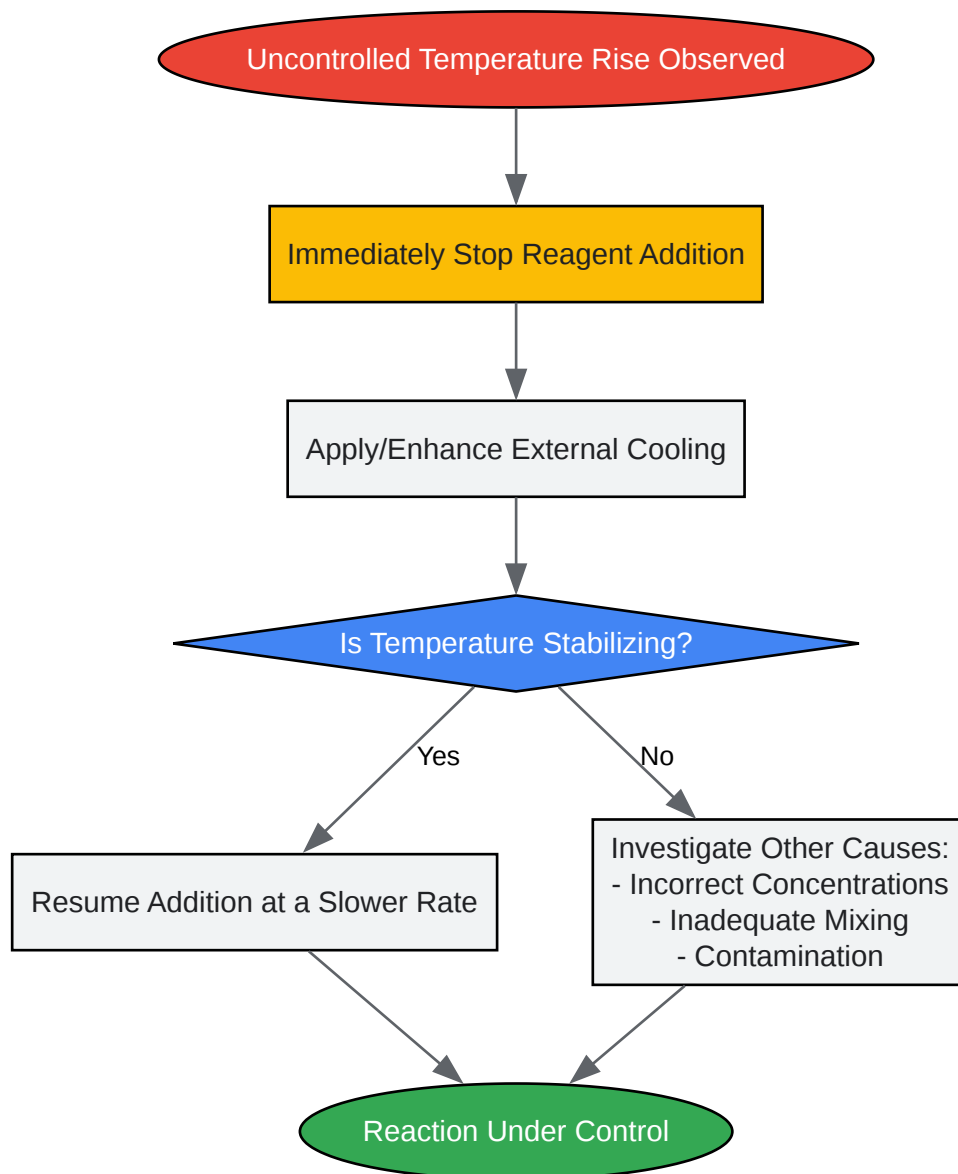 Uncontrolled Temperature Rise Observed
Immediately Stop Reagent Addition
Apply/Enhance External Cooling
Is Temperature Stabilizing?
Yes
No
Resume Addition at a Slower Rate
Investigate Other Causes:
- Incorrect Concentrations
- Inadequate Mixing
- Contamination
Reaction Under Control